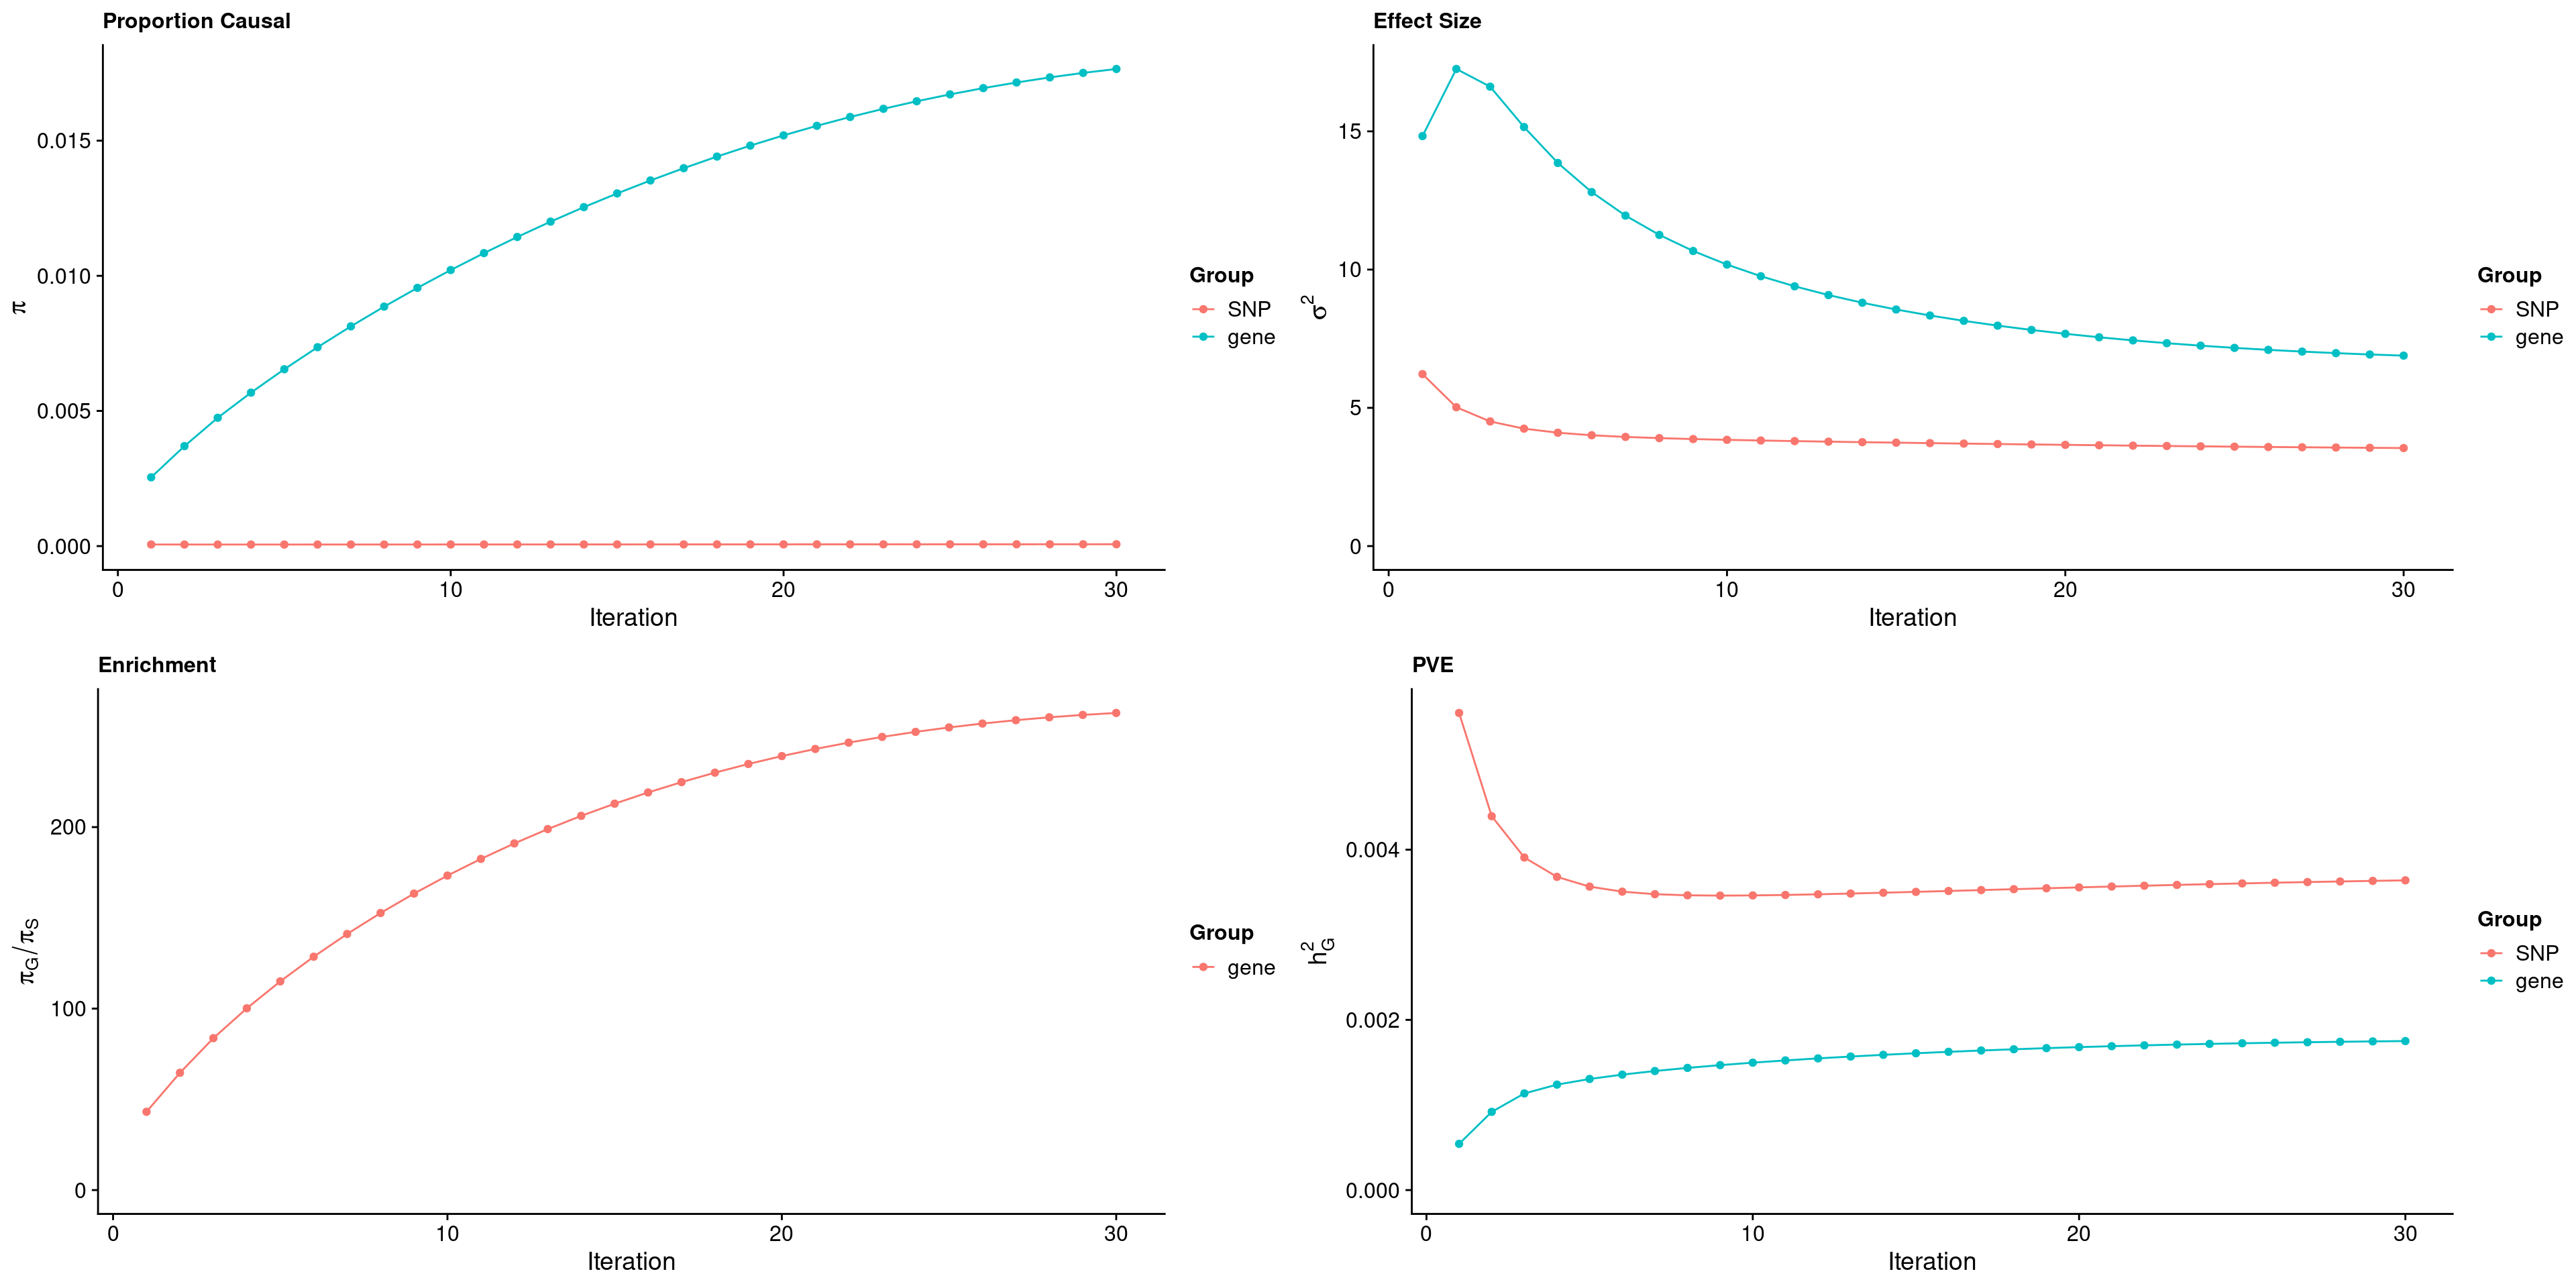 Proportion Causal
π
0.015
0.010
0.005
0.000
0
10
20
30
Iteration
Group
SNP
gene
Effect Size
σ²
15
10
5
0
0
10
20
30
Iteration
Group
SNP
gene
Enrichment
π_G/π_S
200
100
0
0
10
20
30
Iteration
Group
gene
PVE
h²_G
0.004
0.002
0.000
0
10
20
30
Iteration
Group
SNP
gene